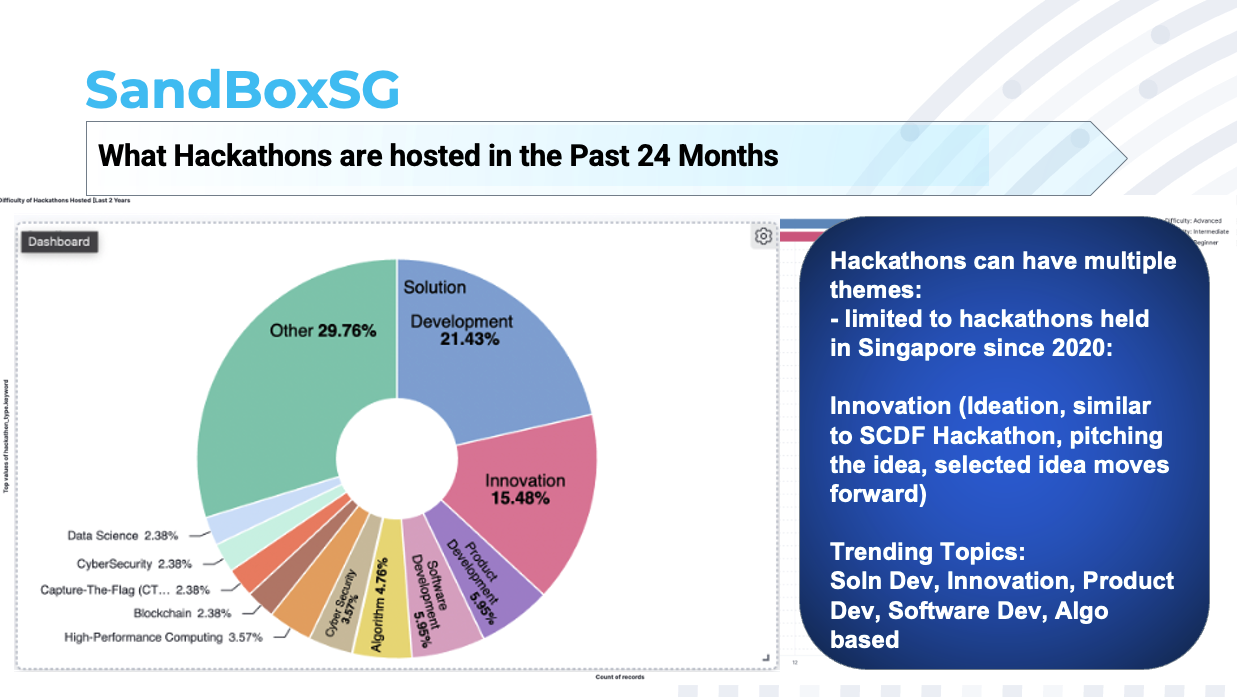 SandBoxSG
What Hackathons are hosted in the Past 24 Months
Difficulty of Hackathons Hosted [Last 2 Years
Dashboard
Solution
Development
21.43%
Innovation
15.48%
Product
Development
5.95%
Software
Development
5.95%
Algorithm 4.76%
Cyber Security
3.57%
High-Performance Computing 3.57%
Blockchain 2.38%
Capture-The-Flag (CT... 2.38%
CyberSecurity 2.38%
Data Science 2.38%
Other 29.76%
Top values of hackathon_type.keyword
Count of records
12
Difficulty: Advanced
Intermediate
Beginner
Hackathons can have multiple
themes:
- limited to hackathons held
in Singapore since 2020:
Innovation (Ideation, similar
to SCDF Hackathon, pitching
the idea, selected idea moves
forward)
Trending Topics:
Soln Dev, Innovation, Product
Dev, Software Dev, Algo
based